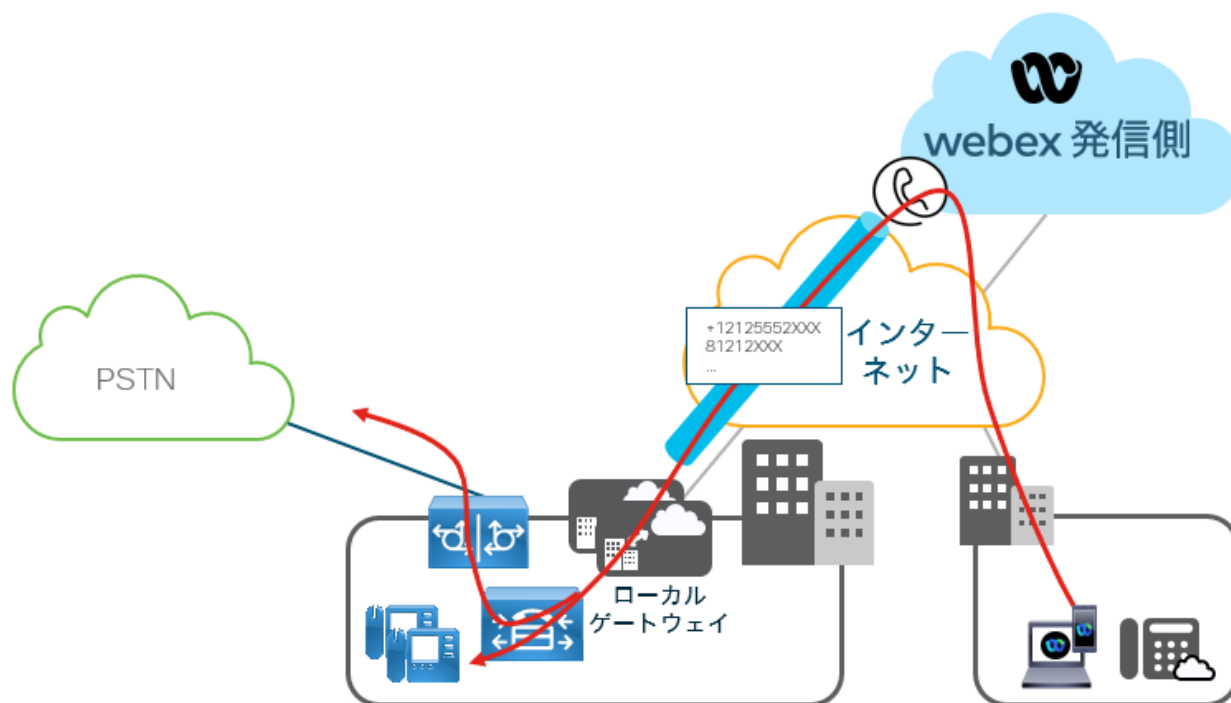 webex 発信側
+12125552XXX
81212XXX
...
インター
ネット
PSTN
ローカル
ゲートウェイ